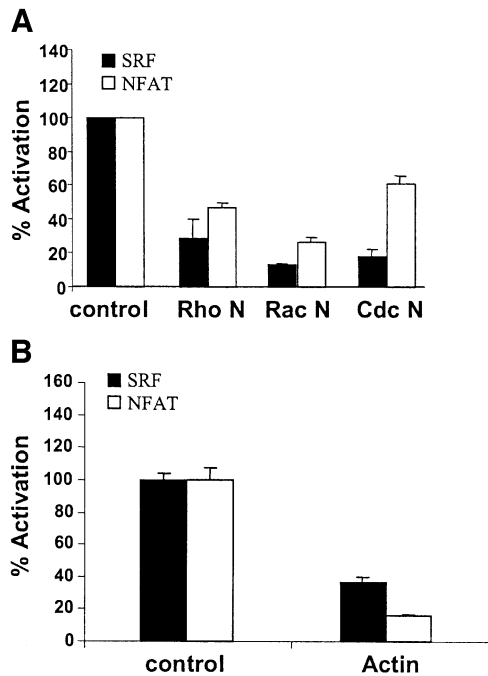 A
140
120
100
80
60
40
20
0
% Activation
SRF
NFAT
control Rho N Rac N Cdc N
B
160
140
120
100
80
60
40
20
0
% Activation
SRF
NFAT
control Actin